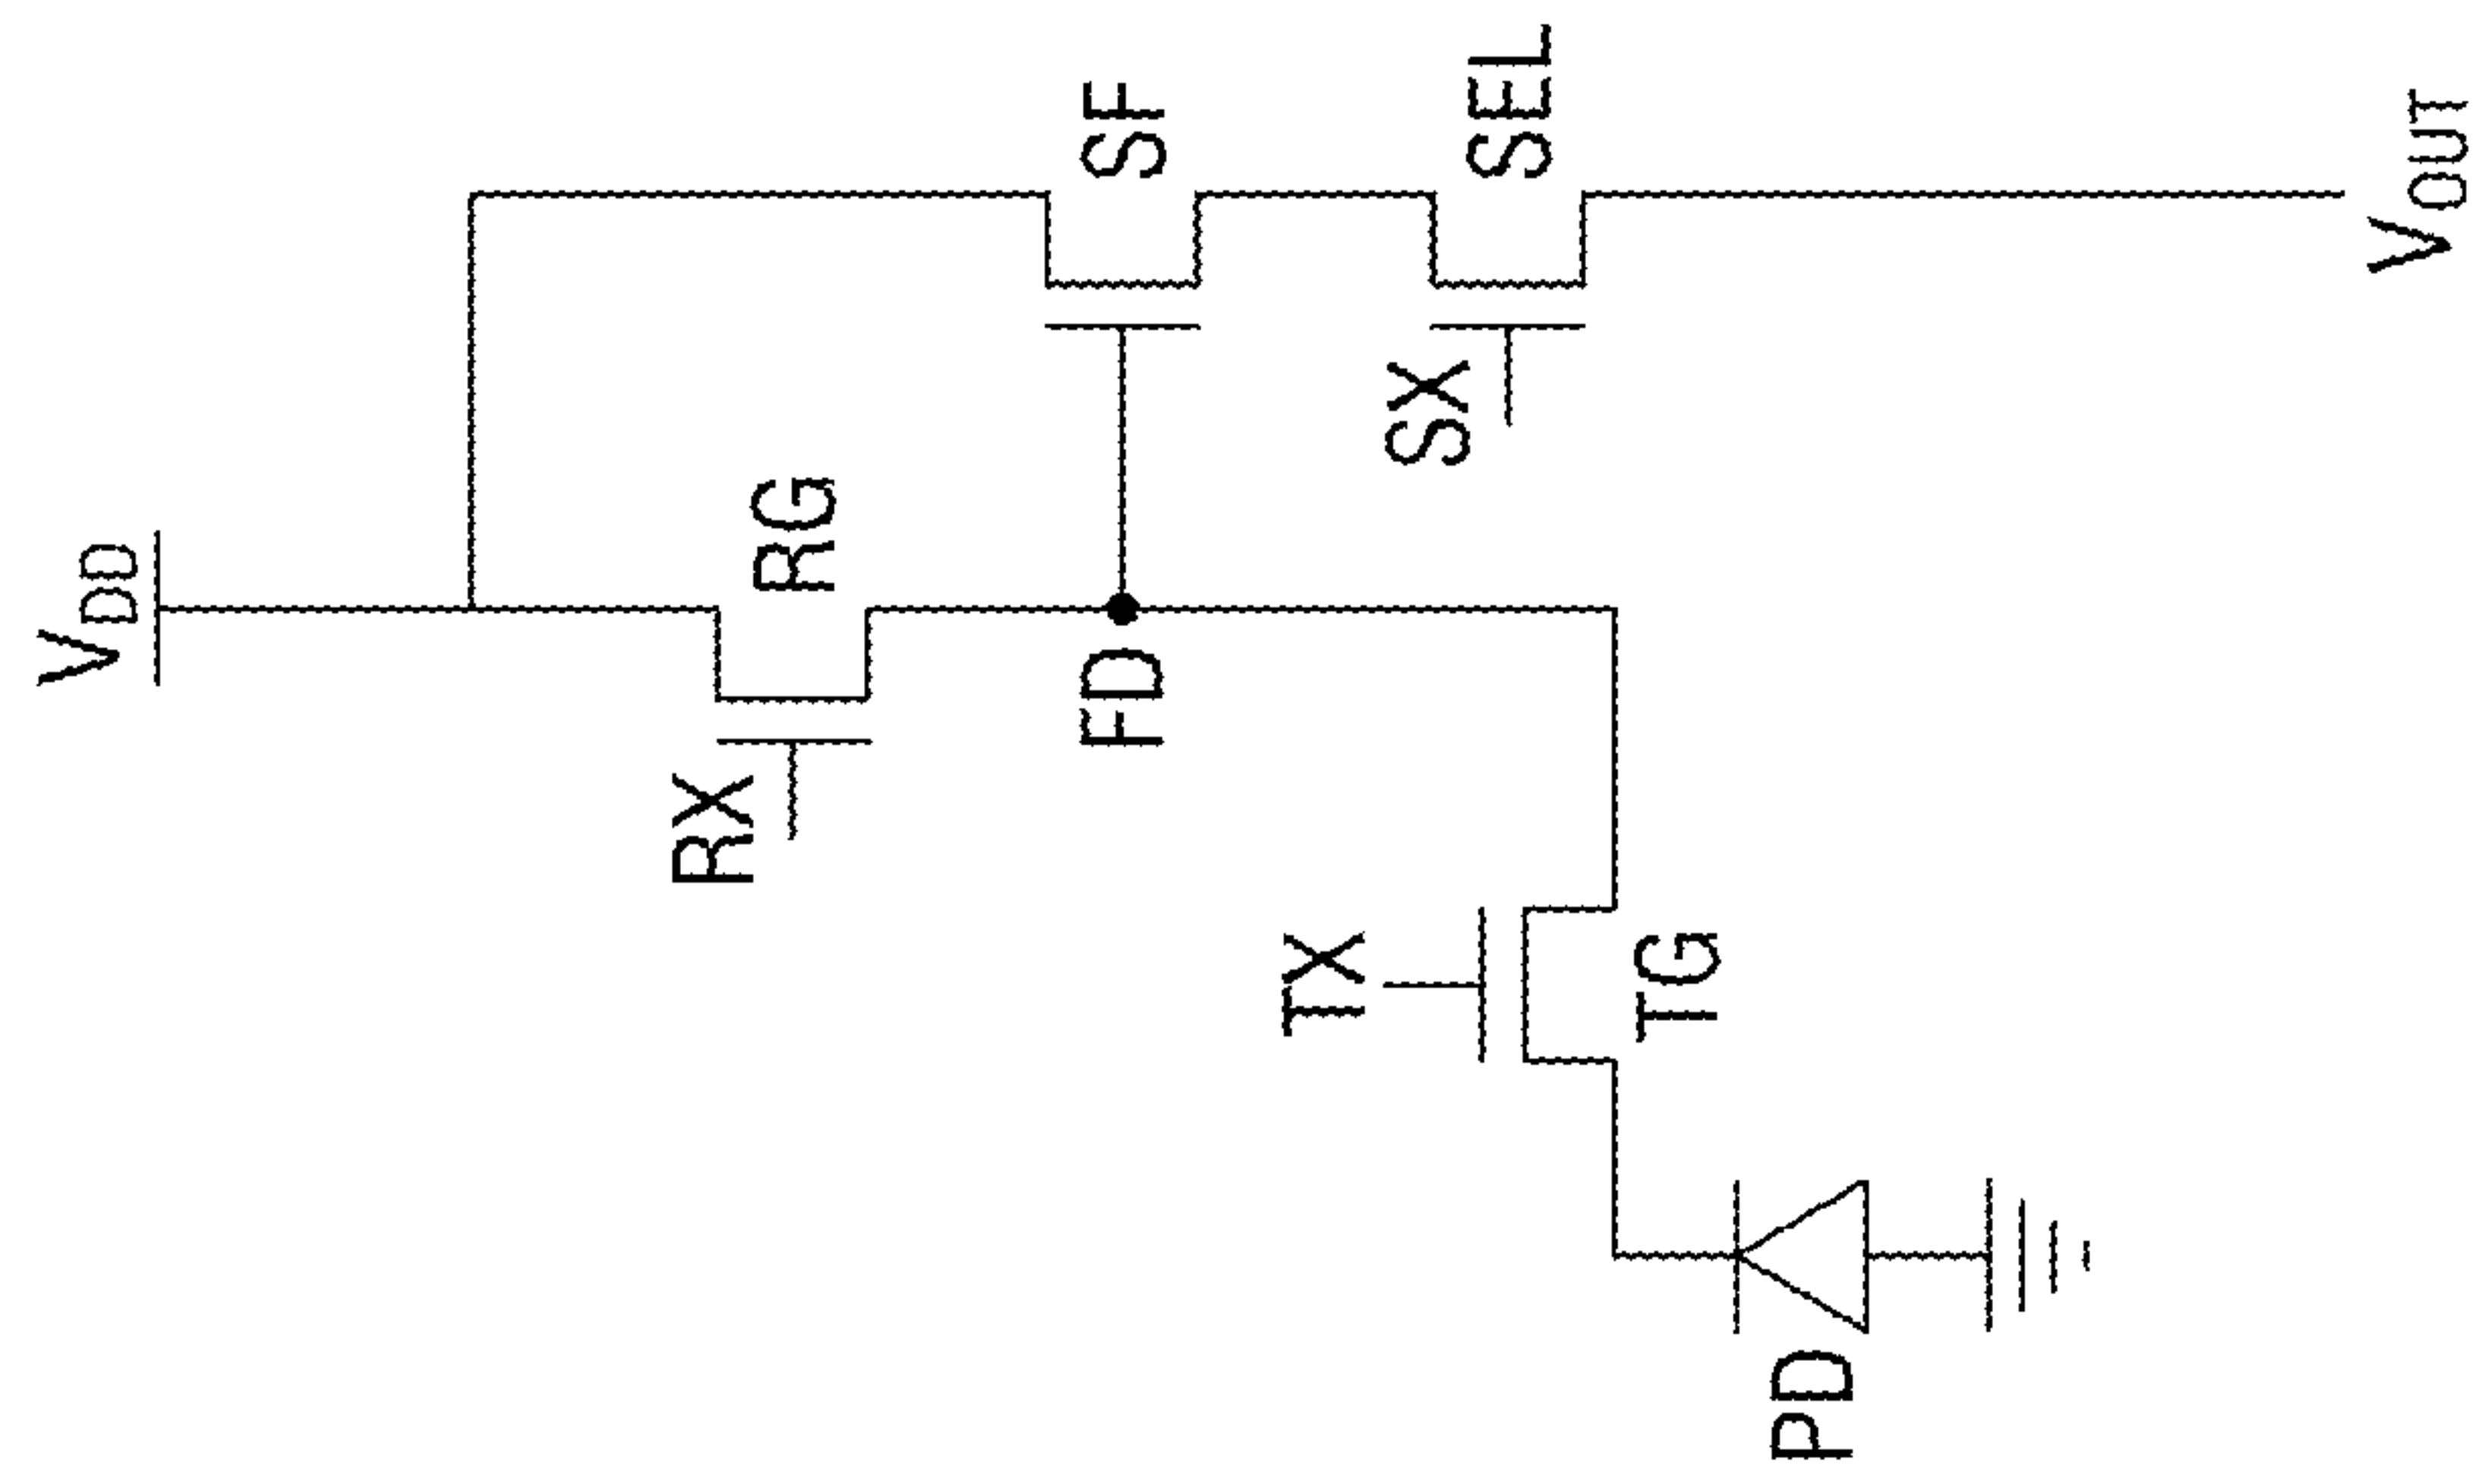 VDD
RX
RG
FD
SF
TX
TG
SX
SEL
PD
VOUT